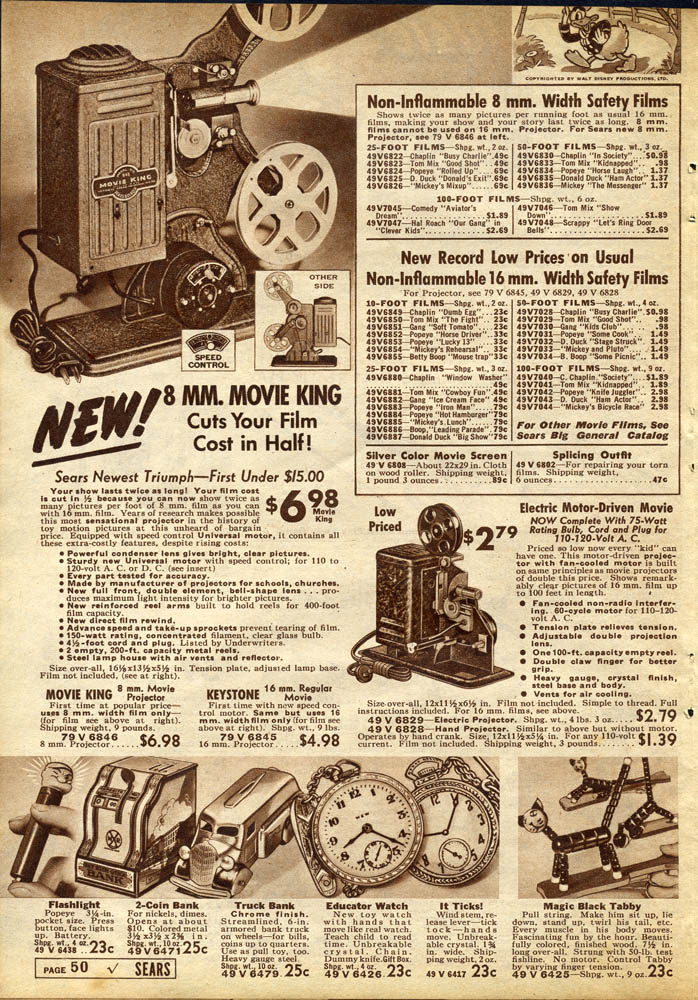 COPYRIGHTED BY WALT DISNEY PRODUCTIONS, LTD.
MOVIE KING
OTHER
SIDE
SPEED
CONTROL
NEW!
8 MM. MOVIE KING
Cuts Your Film
Cost in Half!
Sears Newest Triumph—First Under $15.00
Your show lasts twice as long! Your film cost
is cut in ½ because you can now show twice as
many pictures per foot of 8 mm. film as you can
with 16 mm. film. Years of research makes possible
this most sensational projector in the history of
toy motion pictures at this unheard of bargain
price. Equipped with speed control Universal motor, it contains all
these extra-costly features, despite rising costs:
$6.98
Movie
King
● Powerful condenser lens gives bright, clear pictures.
● Sturdy new Universal motor with speed control; for 110 to
120-volt A. C. or D. C. (see insert)
● Every part tested for accuracy.
● Made by manufacturer of projectors for schools, churches.
● New full front, double element, bell-shape lens . . . pro-
duces maximum light intensity for brighter pictures.
● New reinforced reel arms built to hold reels for 400-foot
film capacity.
● New direct film rewind.
● Advance speed and take-up sprockets prevent tearing of film.
● 150-watt rating, concentrated filament, clear glass bulb.
● 4½-foot cord and plug. Listed by Underwriters.
● 2 empty, 200-ft. capacity metal reels.
● Steel lamp house with air vents and reflector.
Size over-all, 16⅛x13½x5½ in. Tension plate, adjusted lamp base.
Film not included, (see at right).
MOVIE KING 8 mm. Movie Projector
First time at popular price—
uses 8 mm. width film only—
(for film see above at right).
Shipping weight, 9 pounds.
79 V 6846
8 mm. Projector......$6.98
KEYSTONE 16 mm. Regular Movie
First time with new speed con-
trol motor. Same but uses 16
mm. width film only (for film see
above at right). Shpg. wt., 9 lbs.
79 V 6845
16 mm. Projector....$4.98
Non-Inflammable 8 mm. Width Safety Films
Shows twice as many pictures per running foot as usual 16 mm.
films, making your show and your story last twice as long. 8 mm.
films cannot be used on 16 mm. Projector. For Sears new 8 mm.
Projector, see 79 V 6846 at left.
25-FOOT FILMS—Shpg. wt., 2 oz.
49V6822—Chaplin "Busy Charlie".49c
49V6823—Tom Mix "Good Shot"..49c
49V6824—Popeye "Rolled Up"...69c
49V6825—D. Duck "Donald's Exit".69c
49V6826—"Mickey's Mixup".....69c
50-FOOT FILMS—Shpg. wt., 3 oz.
49V6830—Chaplin "In Society"..$0.98
49V6833—Tom Mix "Kidnapped"...98
49V6834—Popeye "Horse Laugh" 1.37
49V6835—Donald Duck "Ham Actor" 1.37
49V6836—Mickey "The Messenger" 1.37
100-FOOT FILMS—Shpg. wt., 6 oz.
49V7045—Comedy "Aviator's
Dream"....................$1.89
49V7047—Hal Roach "Our Gang" in
"Clever Kids"..............$2.69
49V7046—Tom Mix "Show
Down"....................$1.89
49V7048—Scrappy "Let's Ring Door
Bells"......................$2.69
New Record Low Prices on Usual
Non-Inflammable 16 mm. Width Safety Films
For Projector, see 79 V 6845, 49 V 6829, 49 V 6828
10-FOOT FILMS—Shpg. wt., 2 oz.
49V6849—Chaplin "Dumb Egg"...23c
49V6850—Tom Mix "The Fight"...23c
49V6851—Gang "Soft Tomato"...23c
49V6852—Popeye "Horse Driver"..33c
49V6853—Popeye "Lucky 13"....33c
49V6854—"Mickey's Rehearsal"..33c
49V6855—Betty Boop "Mouse trap"33c
25-FOOT FILMS—Shpg. wt., 3 oz.
49V6880—Chaplin "Window Washer"
49c
49V6881—Tom Mix "Cowboy Fun".49c
49V6882—Gang "Ice Cream Face" 49c
49V6883—Popeye "Iron Man"....79c
49V6884—Popeye "Hot Hamburger"79c
49V6885—"Mickey's Lunch".....79c
49V6886—Boop, "Leading Parade".79c
49V6887—Donald Duck "Big Show"79c
50-FOOT FILMS—Shpg. wt., 4 oz.
49V7028—Chaplin "Busy Charlie".$0.98
49V7029—Tom Mix "Good Shot"...98
49V7030—Gang "Kids Club"......98
49V7031—Popeye "Some Cook"..1.49
49V7032—D. Duck "Stage Struck".1.49
49V7033—"Mickey and Pluto"....1.49
49V7034—B. Boop "Some Picnic"..1.49
100-FOOT FILMS—Shpg. wt., 9 oz.
49V7040—C. Chaplin "Society"...$1.89
49V7041—Tom Mix "Kidnapped"..1.89
49V7042—Popeye "Knife Juggler"..2.98
49V7043—D. Duck "Ham Actor"..2.98
49V7044—"Mickey's Bicycle Race" 2.98
For Other Movie Films, See
Sears Big General Catalog
Silver Color Movie Screen
49 V 6808—About 22x29 in. Cloth
on wood roller. Shipping weight,
1 pound 3 ounces...........89c
Splicing Outfit
49 V 6802—For repairing your torn
films. Shipping weight,
6 ounces...................47c
Low
Priced
$2.79
Electric Motor-Driven Movie
NOW Complete With 75-Watt
Rating Bulb, Cord and Plug for
110-120-Volt A. C.
Priced so low now every "kid" can
have one. This motor-driven projec-
tor with fan-cooled motor is built
on same principles as movie projectors
of double this price. Shows remark-
ably clear pictures of 16 mm. film up
to 100 feet in length.
● Fan-cooled non-radio interfer-
ing. 60-cycle motor for 110-120-
volt A. C.
● Tension plate relieves tension.
● Adjustable double projection
lens.
● One 100-ft. capacity empty reel.
● Double claw finger for better
grip.
● Heavy gauge, crystal finish,
steel base and body.
● Vents for air cooling.
Size over-all, 12x11½x6½ in. Film not included. Simple to thread. Full
instructions included. For 16 mm. films, see above.
49 V 6829—Electric Projector. Shpg. wt., 4 lbs. 3 oz.....$2.79
49 V 6828—Hand Projector. Similar to above but without motor.
Operates by hand crank. Size, 12x11½x5¼ in. For any 110-volt
current. Film not included. Shipping weight, 3 pounds.......$1.39
BANK
Flashlight
Popeye 3¼-in.
pocket size. Press
button, face lights
up. Battery.
Shpg. wt., 4 oz.
49 V 6438..23c
2-Coin Bank
For nickels, dimes.
Opens at about
$10. Colored metal
3½x3½x2⅝ in.
Shpg. wt., 10 oz.
49V6471 25c
Truck Bank
Chrome finish.
Streamlined, 6-in.
armored bank truck
on wheels—for bills,
coins up to quarters.
Use as pull toy, too.
Heavy gauge steel.
Shpg. wt., 10 oz.
49 V 6479.25c
Educator Watch
New toy watch
with hands that
move like real watch.
Teach child to read
time. Unbreakable
crystal. Chain.
Dummy knife. Gift Box.
Shpg. wt., 4 oz.
49 V 6426.23c
It Ticks!
Wind stem, re-
lease lever—tick
tock—hands
move. Unbreak-
able crystal. 1¾
in. wide. Ship-
ping weight, 2 oz.
49 V 6417 23c
Magic Black Tabby
Pull string. Make him sit up, lie
down, stand up, twirl his tail, etc.
Every muscle in his body moves.
Fascinating fun by the hour. Beauti-
fully colored, finished wood. 7½ in.
long over-all. Strung with 50-lb. test
fishline. No motor. Control Tabby
by varying finger tension.
49 V 6425—Shpg. wt., 9 oz.23c
PAGE 50 ✓ SEARS